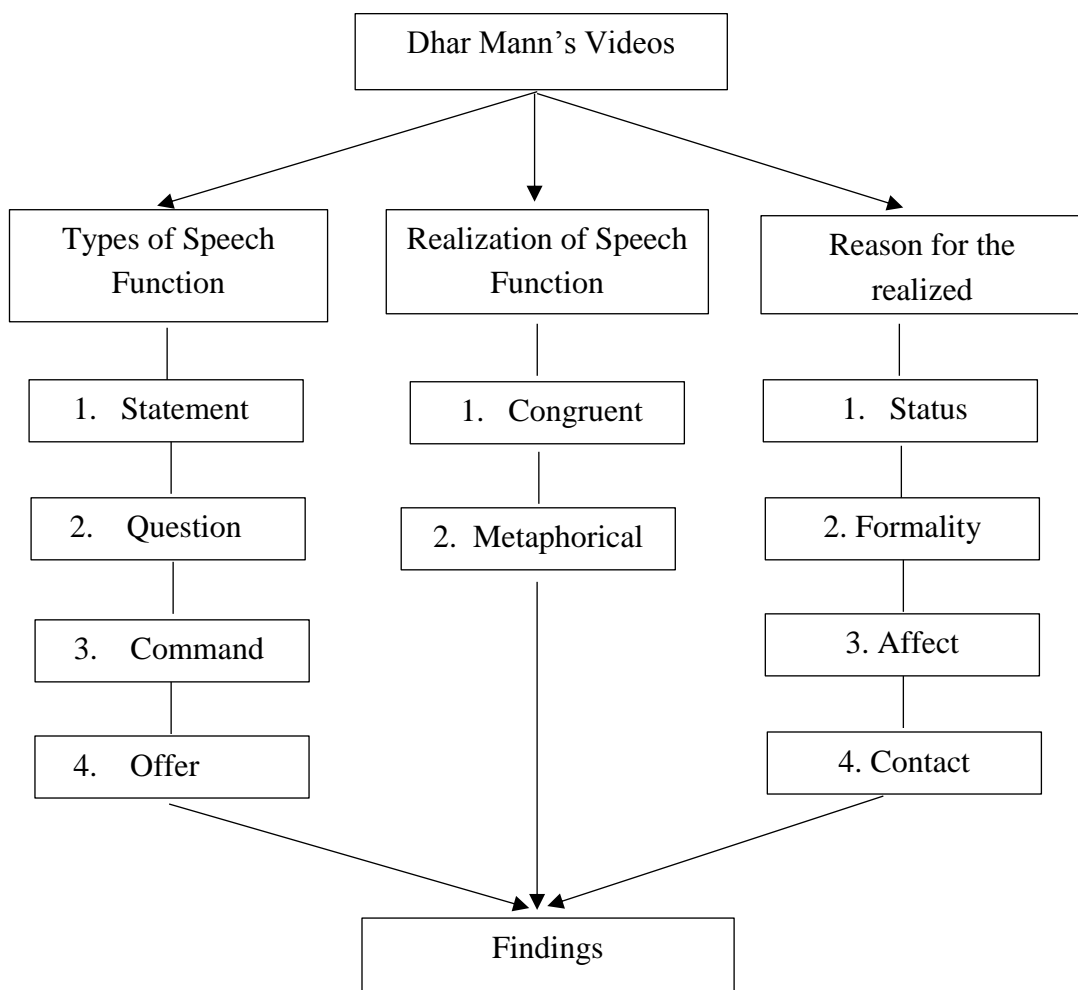 Dhar Mann’s Videos
Types of Speech
Function
1. Statement
2. Question
3. Command
4. Offer
Realization of Speech
Function
1. Congruent
2. Metaphorical
Reason for the
realized
1. Status
2. Formality
3. Affect
4. Contact
Findings